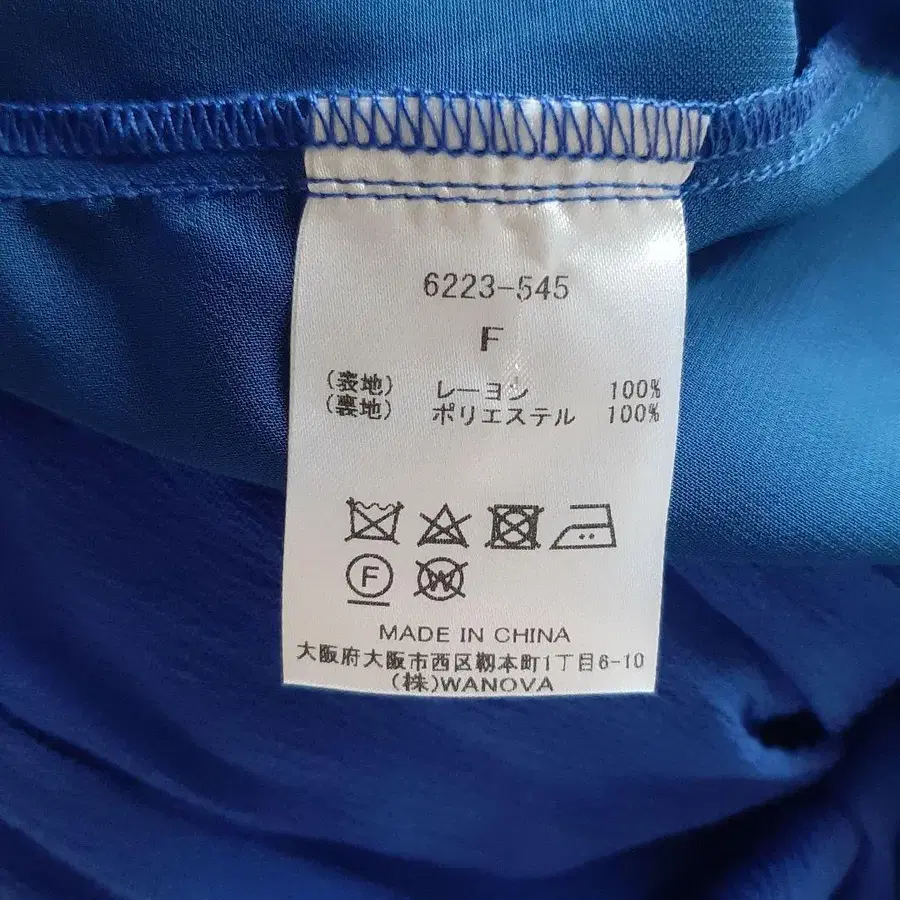 6223-545
F
(表地) レーヨン 100%
(裏地) ポリエステル 100%
F W
MADE IN CHINA
大阪府大阪市西区靱本町1丁目6-10
(株)WANOVA